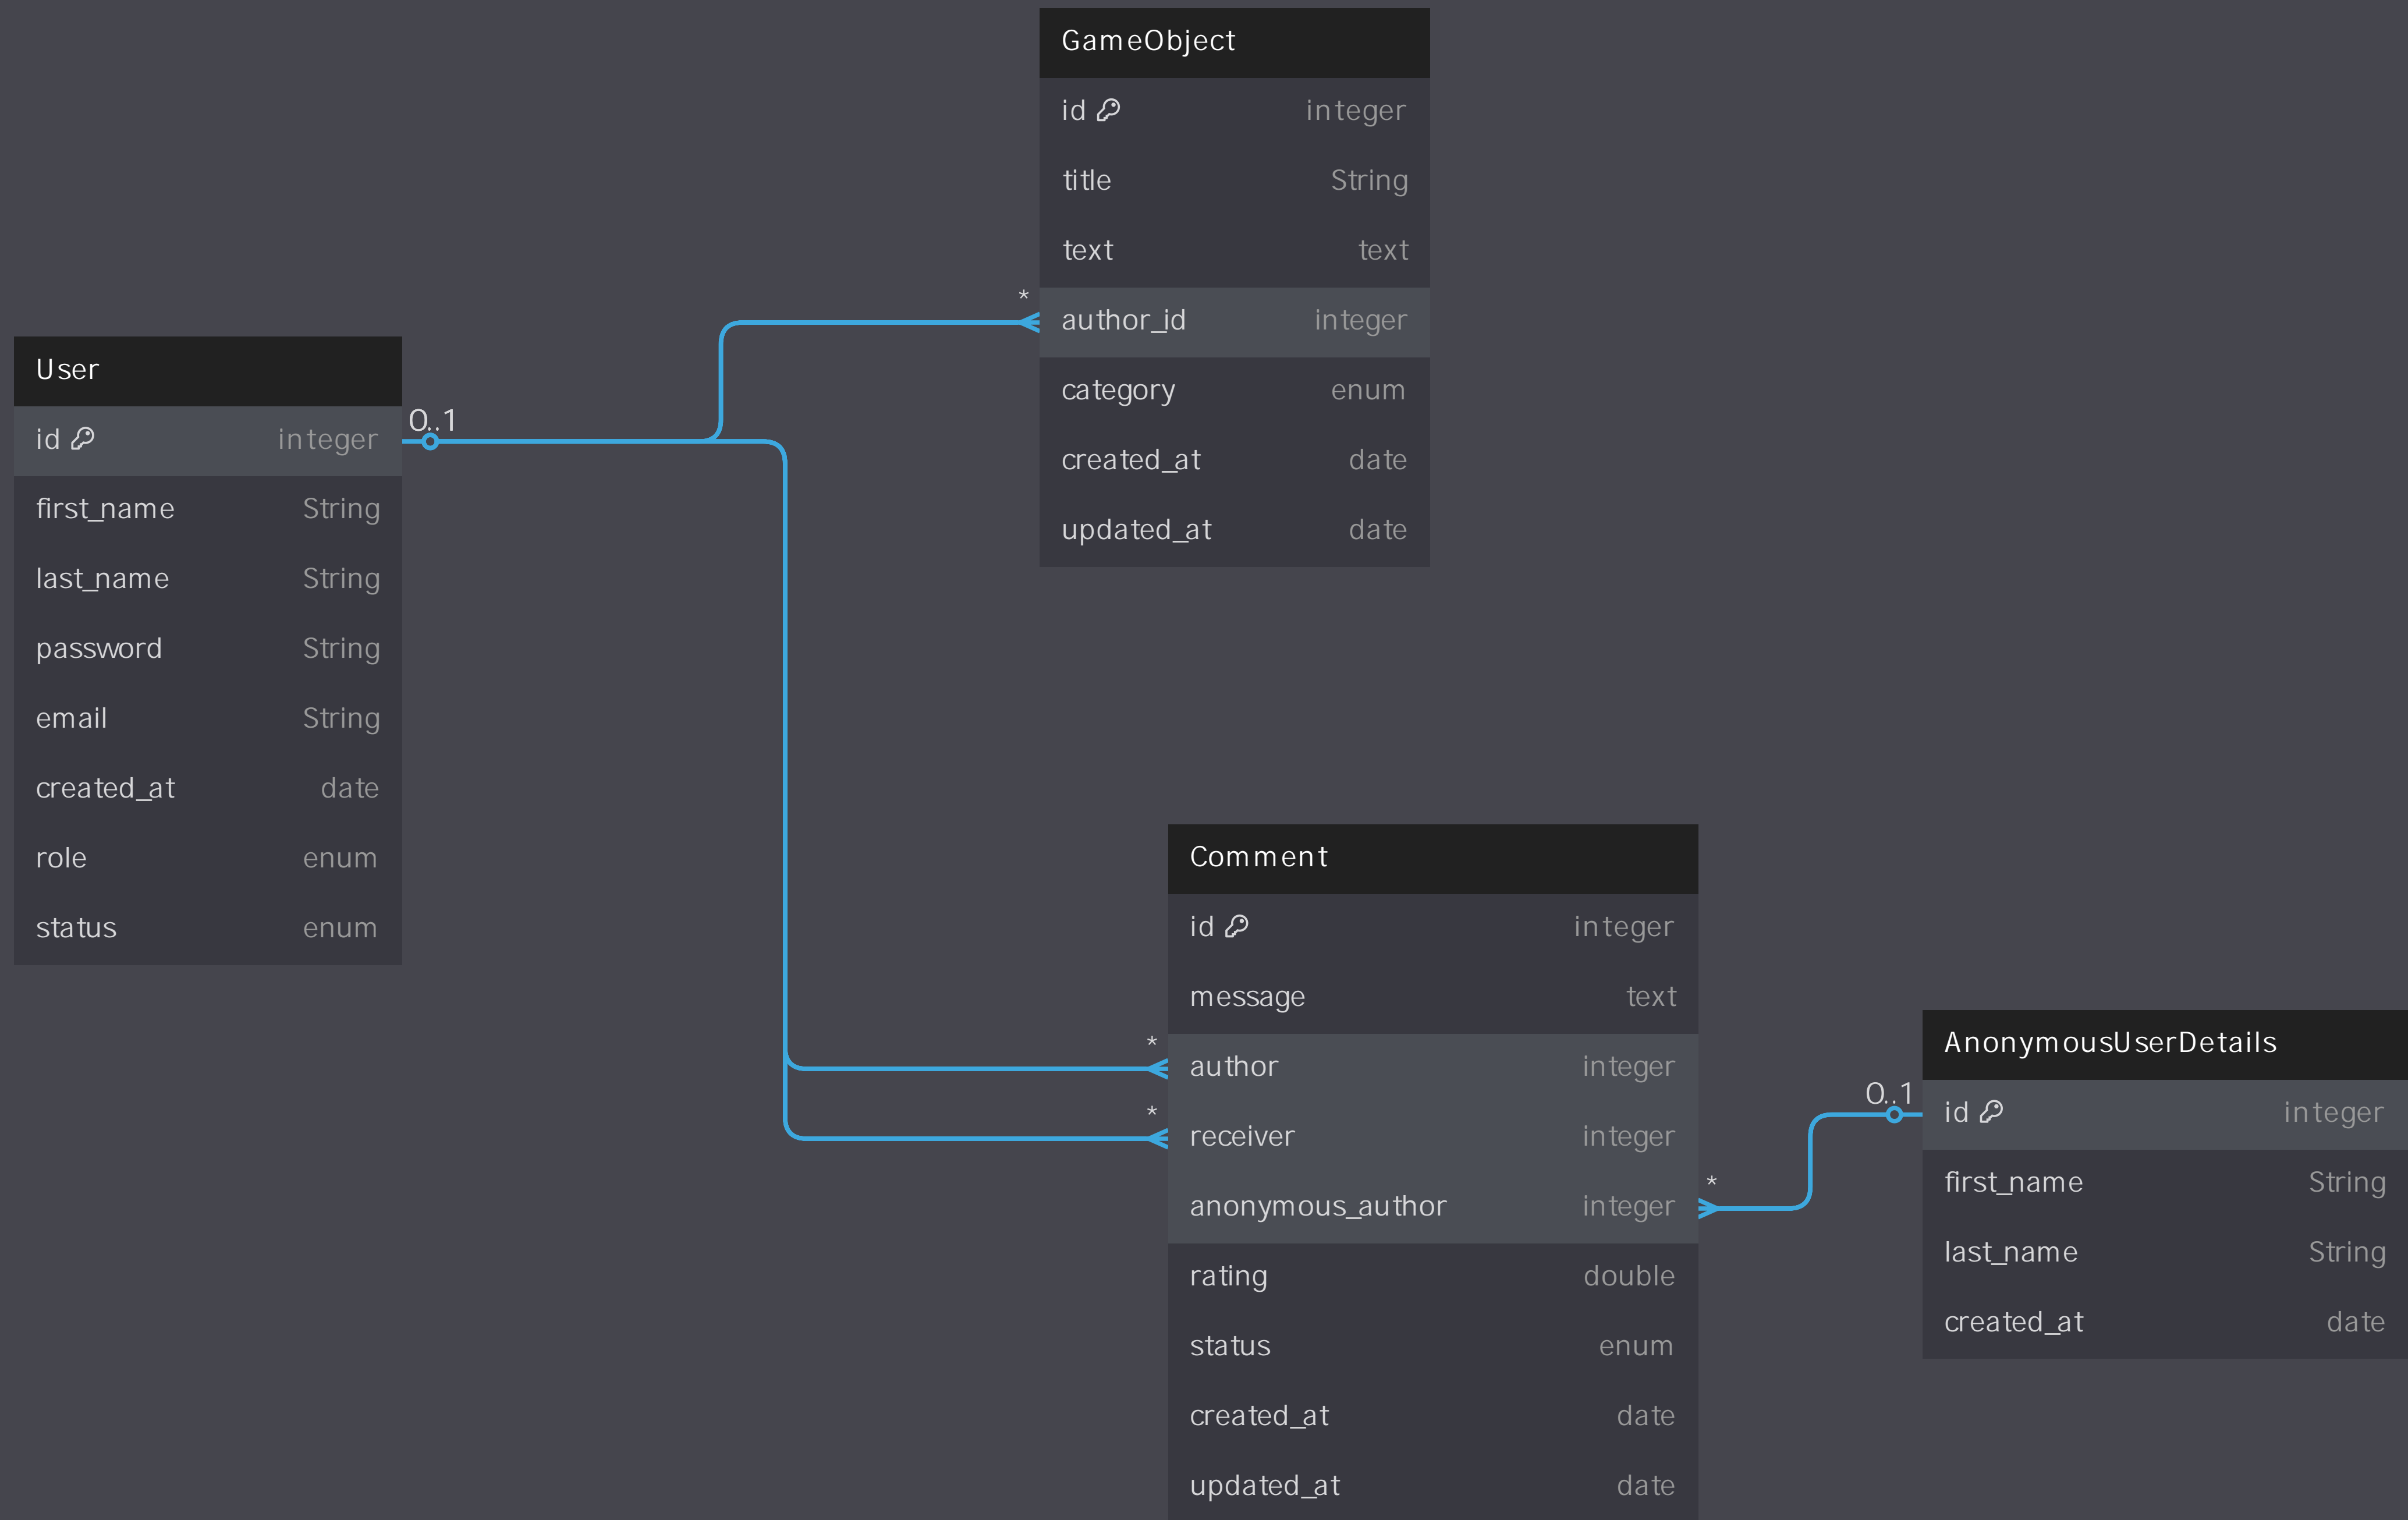 GameObject
id integer
title String
text text
* author_id integer
category enum
created_at date
updated_at date
User
0..1
id integer
first_name String
last_name String
password String
email String
created_at date
role enum
status enum
Comment
id integer
message text
* author integer
* receiver integer
anonymous_author integer *
rating double
status enum
created_at date
updated_at date
AnonymousUserDetails
0..1
id integer
first_name String
last_name String
created_at date